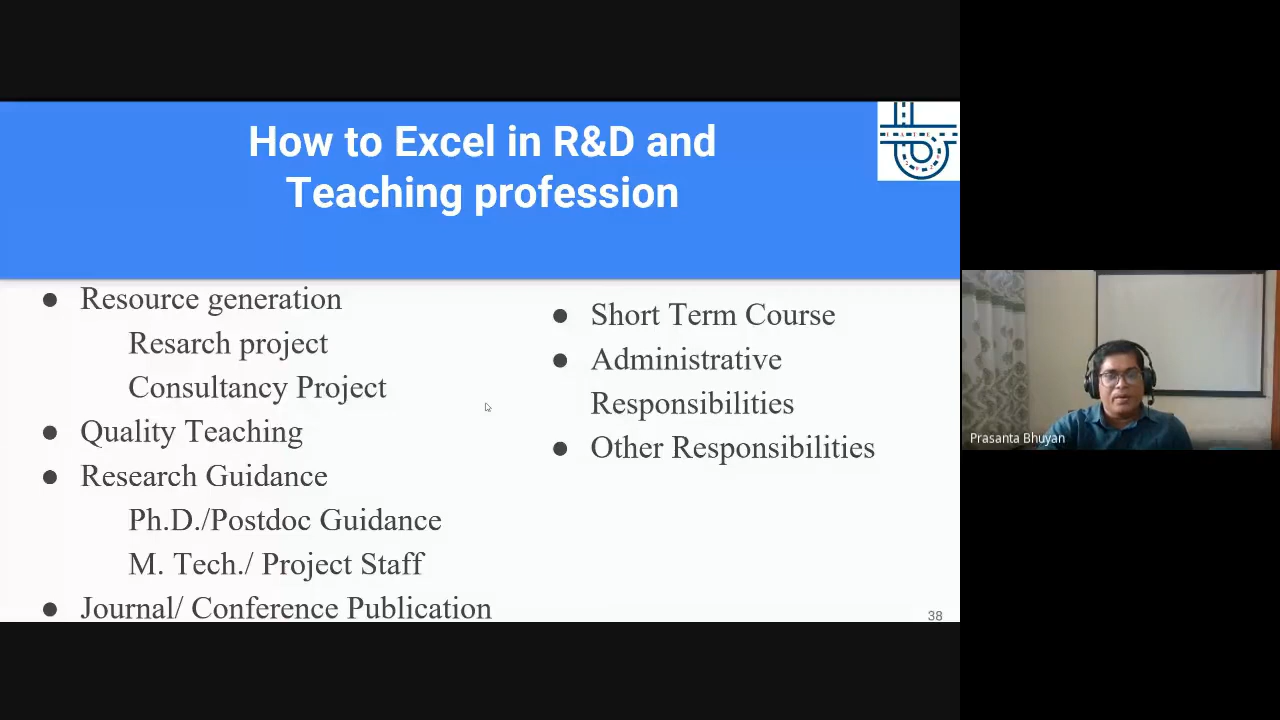 How to Excel in R&D and
Teaching profession
● Resource generation
Resarch project
Consultancy Project
● Quality Teaching
● Research Guidance
Ph.D./Postdoc Guidance
M. Tech./ Project Staff
● Journal/ Conference Publication
● Short Term Course
● Administrative
Responsibilities
● Other Responsibilities
38
Prasanta Bhuyan